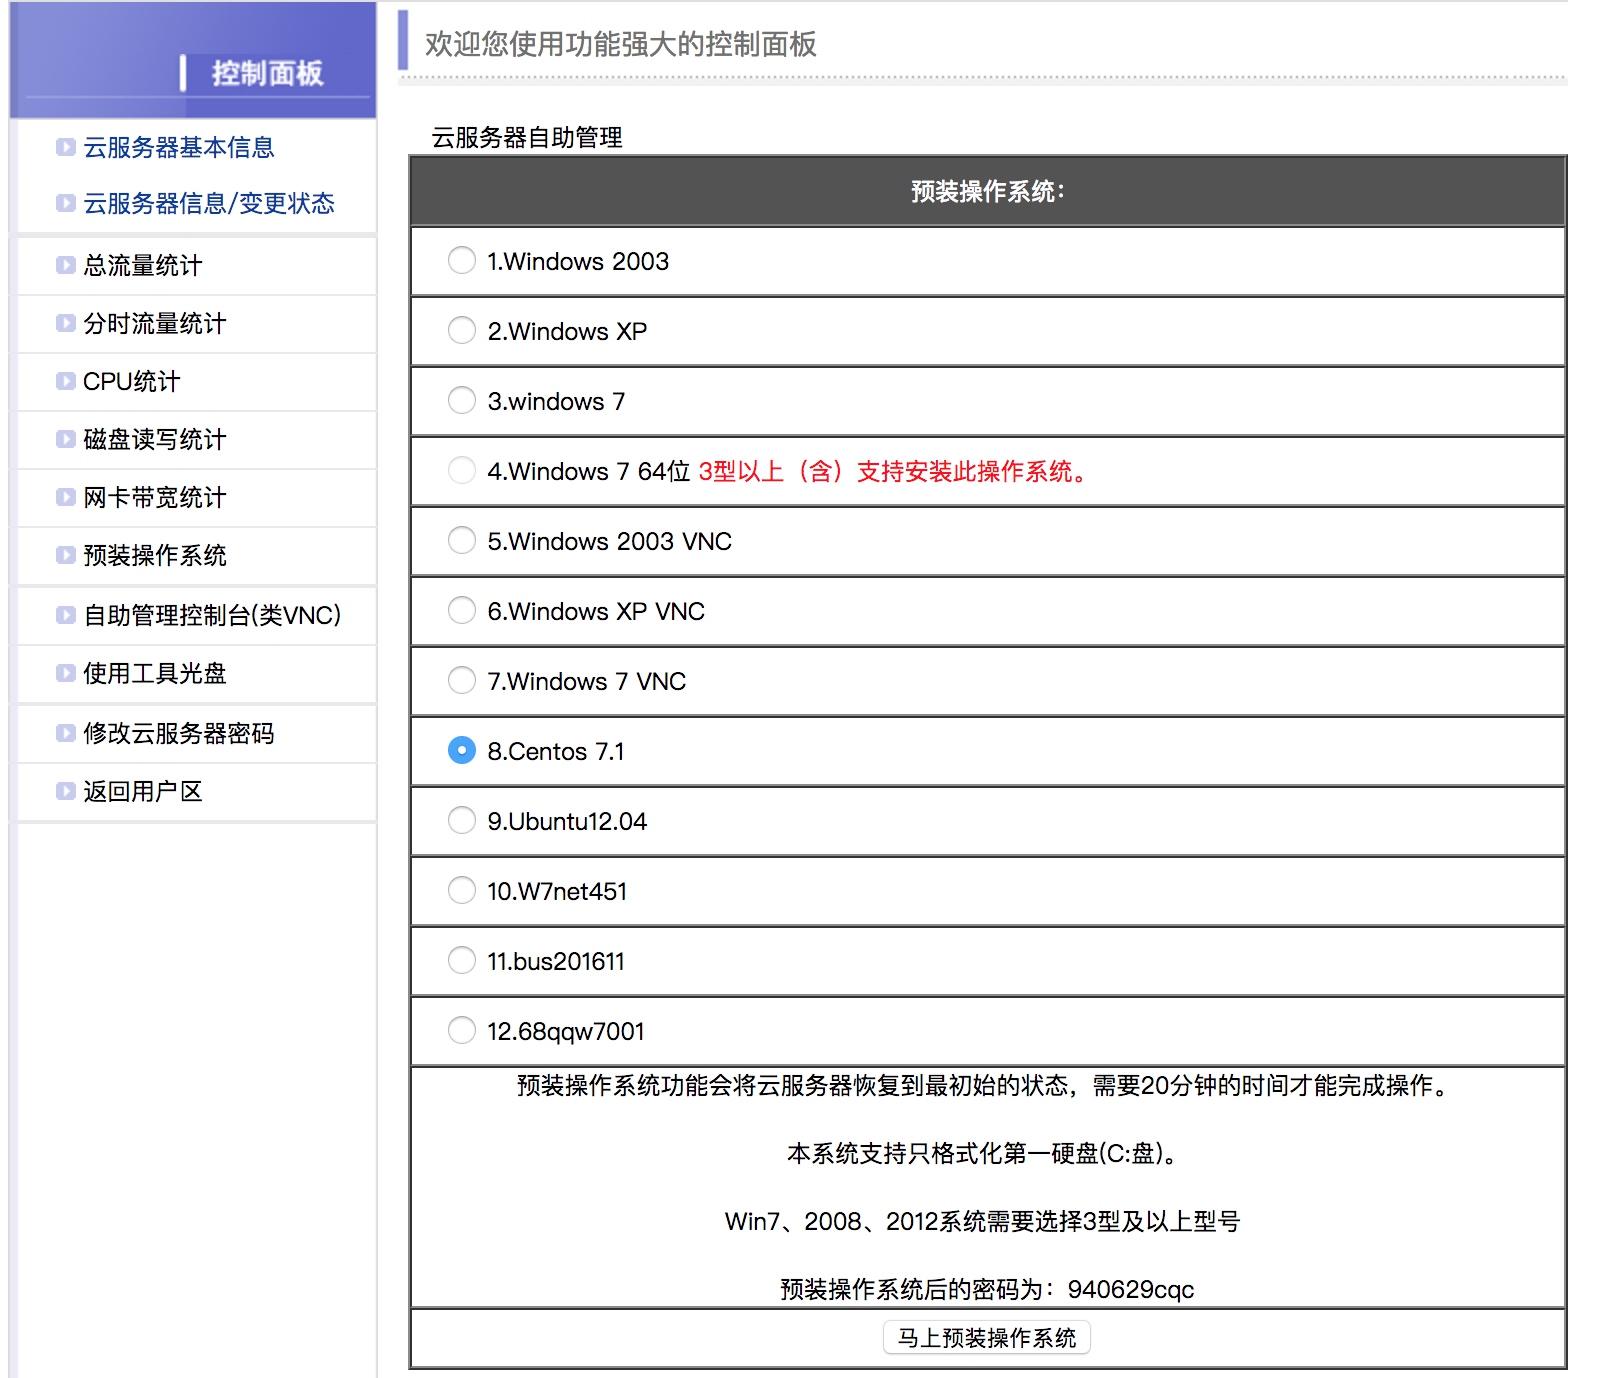 控制面板
云服务器基本信息
云服务器信息/变更状态
总流量统计
分时流量统计
CPU统计
磁盘读写统计
网卡带宽统计
预装操作系统
自助管理控制台(类VNC)
使用工具光盘
修改云服务器密码
返回用户区
欢迎您使用功能强大的控制面板
云服务器自助管理
预装操作系统：
1.Windows 2003
2.Windows XP
3.windows 7
4.Windows 7 64位 3型以上（含）支持安装此操作系统。
5.Windows 2003 VNC
6.Windows XP VNC
7.Windows 7 VNC
8.Centos 7.1
9.Ubuntu12.04
10.W7net451
11.bus201611
12.68qqw7001
预装操作系统功能会将云服务器恢复到最初始的状态，需要20分钟的时间才能完成操作。
本系统支持只格式化第一硬盘(C:盘)。
Win7、2008、2012系统需要选择3型及以上型号
预装操作系统后的密码为：940629cqc
马上预装操作系统